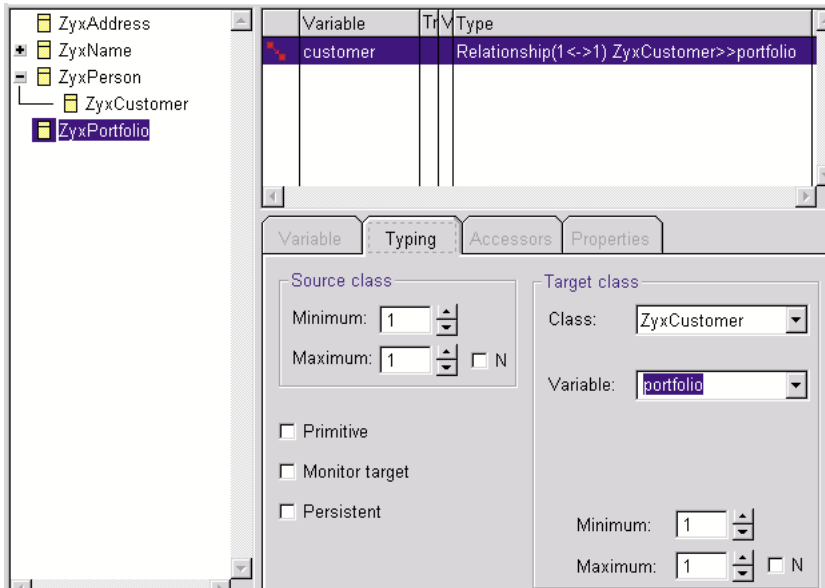 ZyxAddress
ZyxName
ZyxPerson
ZyxCustomer
ZyxPortfolio
Variable Tr V Type
customer Relationship(1<->1) ZyxCustomer>>portfolio
Variable Typing Accessors Properties
Source class
Minimum: 1
Maximum: 1 N
Primitive
Monitor target
Persistent
Target class
Class: ZyxCustomer
Variable: portfolio
Minimum: 1
Maximum: 1 N